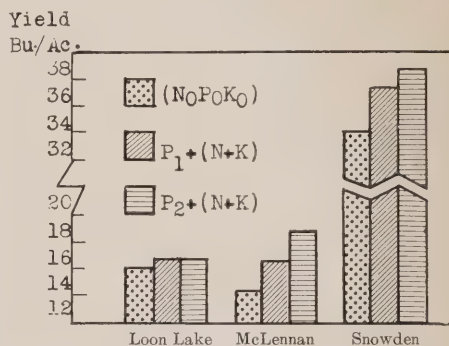 Yield
Bu/Ac.
38
36
34
32
20
18
16
14
12
(N0P0K0)
P1+(N+K)
P2+(N+K)
Loon Lake McLennan Snowden